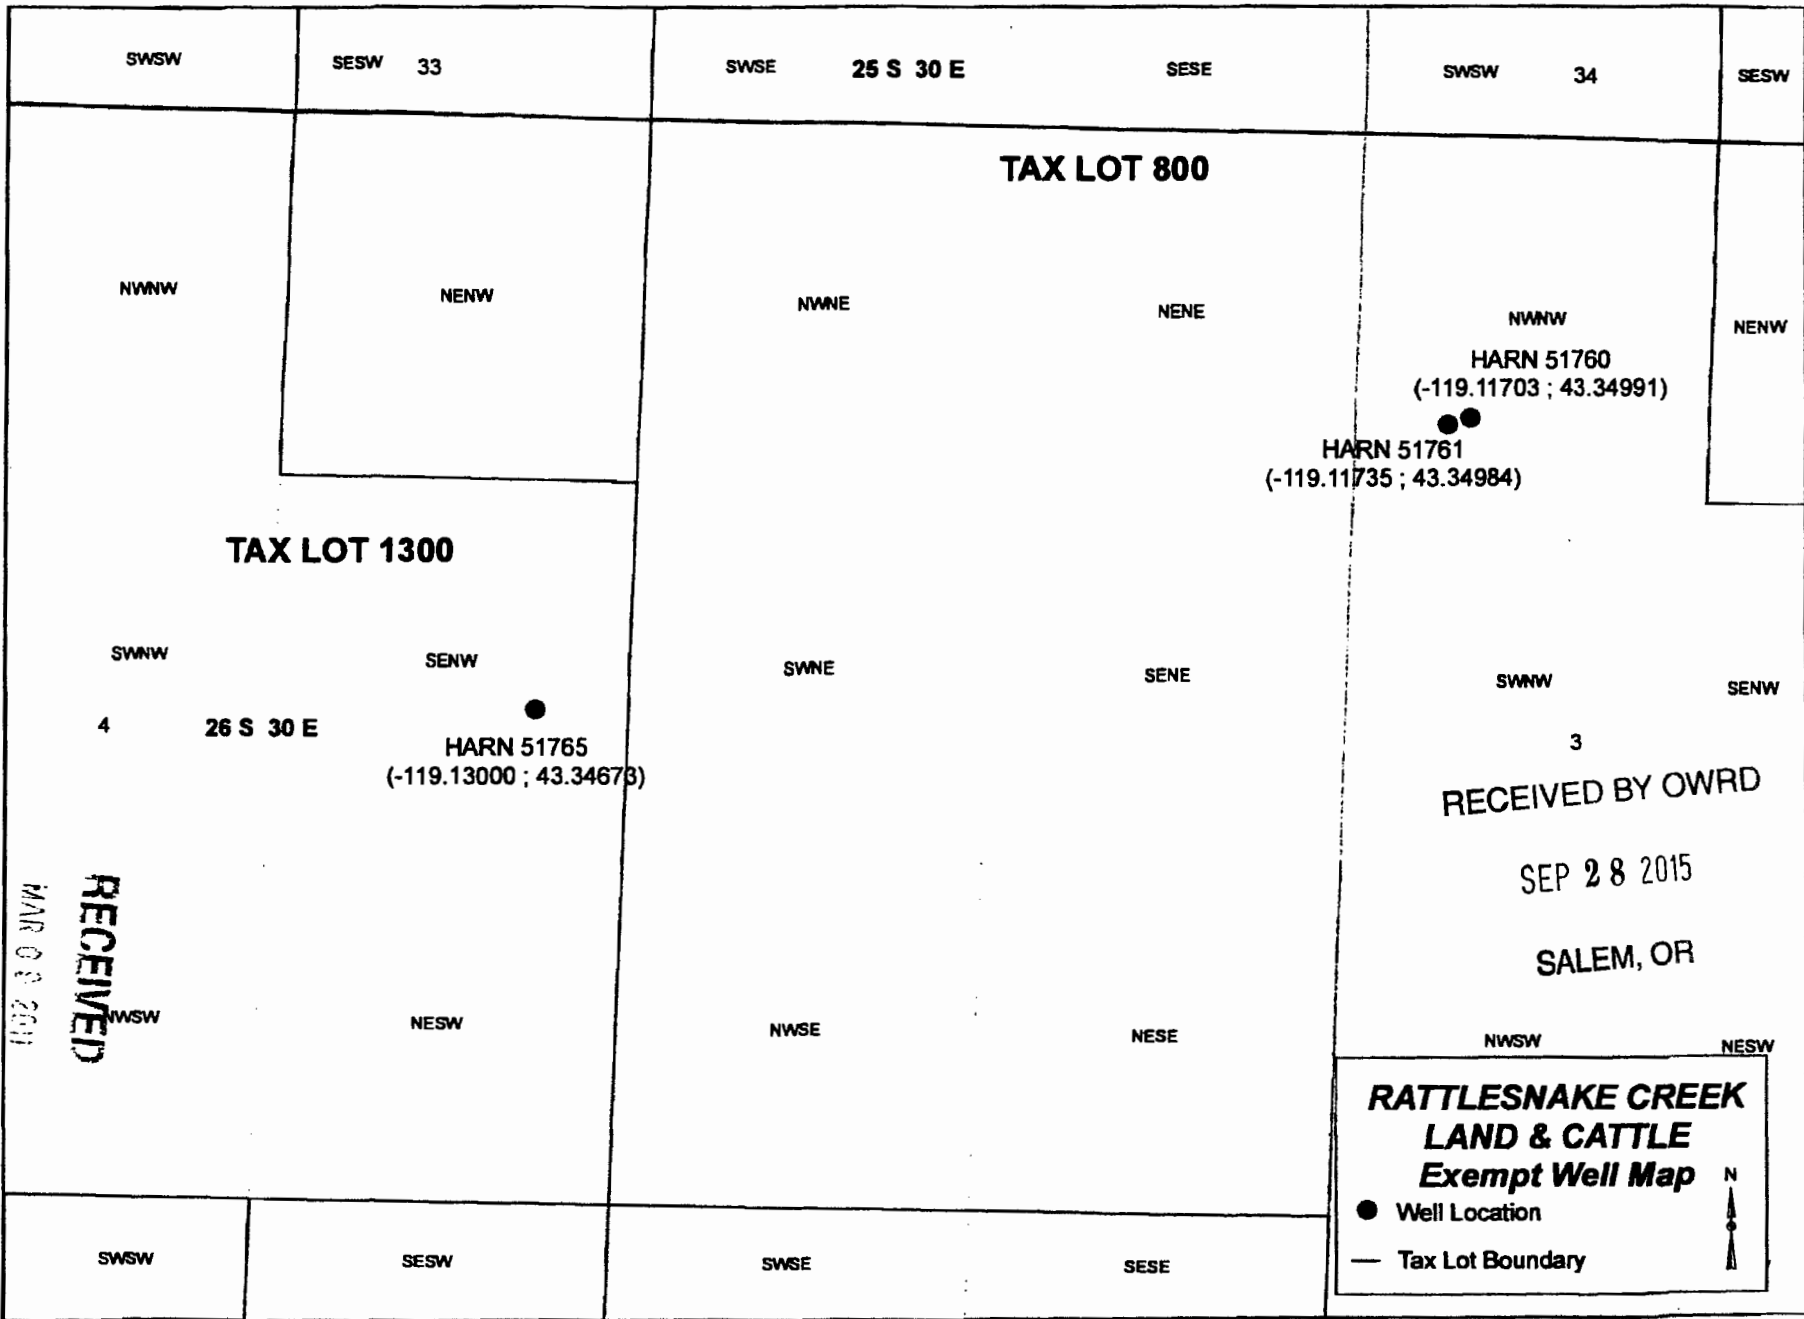 SWSW SESW 33 SWSE 25 S 30 E SESE SWSW 34 SESW
TAX LOT 800
NWNW NENW NWNE NENE NWNW NENW
HARN 51760
(-119.11703 ; 43.34991)
HARN 51761
(-119.11735 ; 43.34984)
TAX LOT 1300
SWNW SENW SWNE SENE SWNW SENW
4 26 S 30 E 3
HARN 51765
(-119.13000 ; 43.34673)
RECEIVED BY OWRD
SEP 28 2015
SALEM, OR
RECEIVED
MAR
NWSW NESW NWSE NESE NWSW NESW
RATTLESNAKE CREEK
LAND & CATTLE
Exempt Well Map
N
Well Location
Tax Lot Boundary
SWSW SESW SWSE SESE